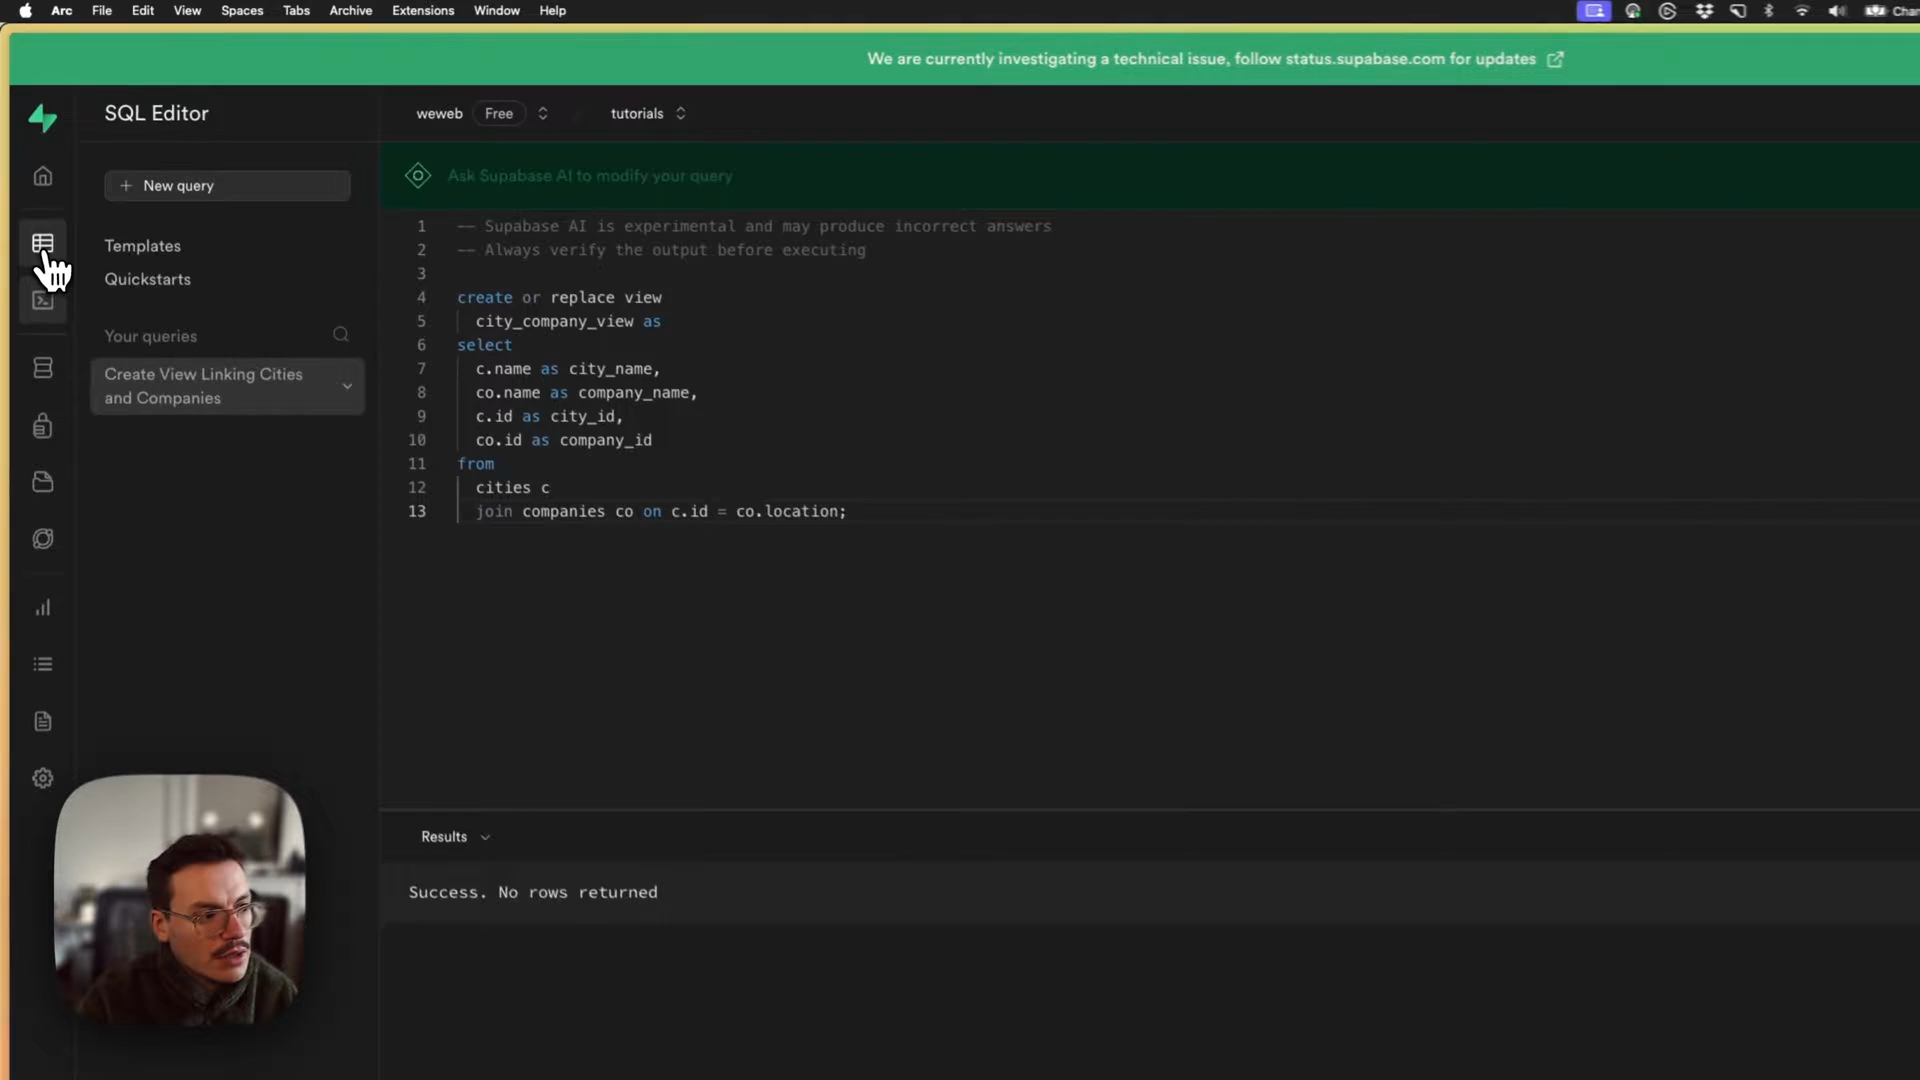 Arc File Edit View Spaces Tabs Archive Extensions Window Help
We are currently investigating a technical issue, follow status.supabase.com for updates
SQL Editor
weweb Free tutorials
New query
Ask Supabase AI to modify your query
Templates
Quickstarts
Your queries
Create View Linking Cities
and Companies
1 -- Supabase AI is experimental and may produce incorrect answers
2 -- Always verify the output before executing
3
4 create or replace view
5 city_company_view as
6 select
7 c.name as city_name,
8 co.name as company_name,
9 c.id as city_id,
10 co.id as company_id
11 from
12 cities c
13 join companies co on c.id = co.location;
Results
Success. No rows returned